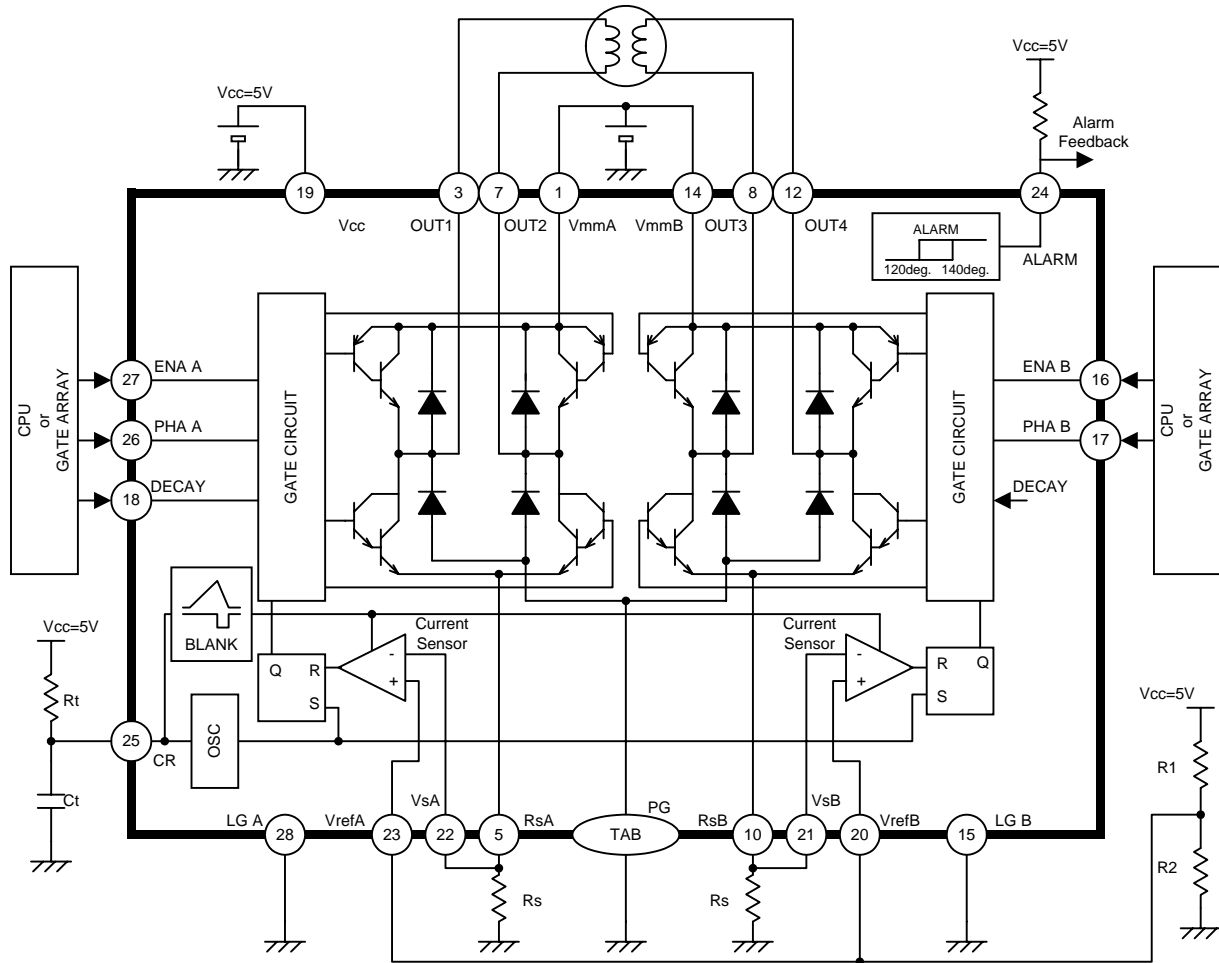 Vcc=5V
Alarm
Feedback
Vcc=5V
19
3
7
1
14
8
12
24
Vcc
OUT1
OUT2
VmmA
VmmB
OUT3
OUT4
ALARM
120deg.
140deg.
ALARM
CPU
or
GATE ARRAY
27
ENA A
26
PHA A
18
DECAY
GATE CIRCUIT
GATE CIRCUIT
ENA B
16
PHA B
17
DECAY
CPU
or
GATE ARRAY
BLANK
Current
Sensor
Current
Sensor
Q
R
S
-
+
-
+
R
Q
S
Vcc=5V
Rt
25
CR
OSC
Ct
Vcc=5V
R1
R2
LG A
28
VrefA
23
VsA
22
5
RsA
PG
TAB
RsB
10
VsB
21
20
VrefB
15
LG B
Rs
Rs